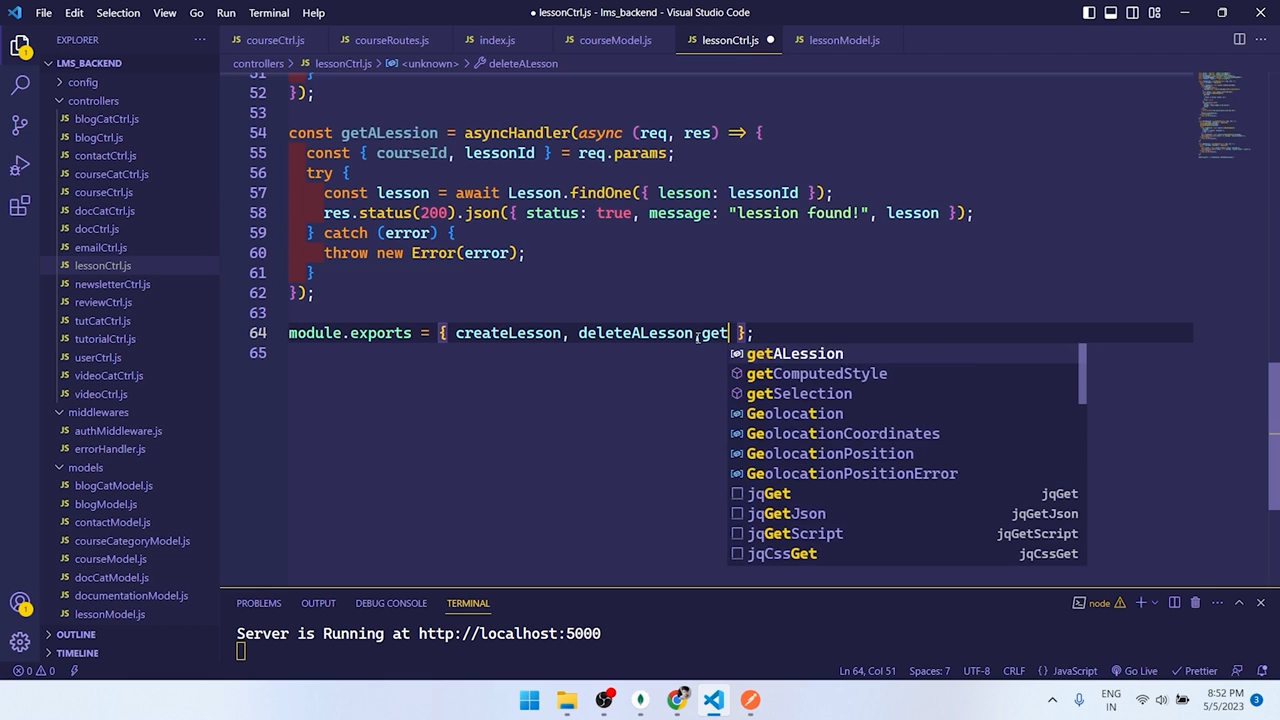 File Edit Selection View Go Run Terminal Help
● lessonCtrl.js - lms_backend - Visual Studio Code
EXPLORER
courseCtrl.js courseRoutes.js index.js courseModel.js lessonCtrl.js lessonModel.js
controllers > lessonCtrl.js > <unknown> > deleteALesson
LMS_BACKEND
config
controllers
blogCatCtrl.js
blogCtrl.js
contactCtrl.js
courseCatCtrl.js
courseCtrl.js
docCatCtrl.js
docCtrl.js
emailCtrl.js
lessonCtrl.js
newsletterCtrl.js
reviewCtrl.js
tutCatCtrl.js
tutorialCtrl.js
userCtrl.js
videoCatCtrl.js
videoCtrl.js
middlewares
authMiddleware.js
errorHandler.js
models
blogCatModel.js
blogModel.js
contactModel.js
courseCategoryModel.js
courseModel.js
docCatModel.js
documentationModel.js
lessonModel.js
OUTLINE
TIMELINE
51 }
52 });
53
54 const getALession = asyncHandler(async (req, res) => {
55 const { courseId, lessonId } = req.params;
56 try {
57 const lesson = await Lesson.findOne({ lesson: lessonId });
58 res.status(200).json({ status: true, message: "lession found!", lesson });
59 } catch (error) {
60 throw new Error(error);
61 }
62 });
63
64 module.exports = { createLesson, deleteALesson,get };
65
getALession
getComputedStyle
getSelection
Geolocation
GeolocationCoordinates
GeolocationPosition
GeolocationPositionError
jqGet jqGet
jqGetJson jqGetJson
jqGetScript jqGetScript
jqCssGet jqCssGet
PROBLEMS OUTPUT DEBUG CONSOLE TERMINAL
node
Server is Running at http://localhost:5000
0 0 Ln 64, Col 51 Spaces: 7 UTF-8 CRLF {} JavaScript Go Live Prettier
ENG
IN
8:52 PM
5/5/2023
3